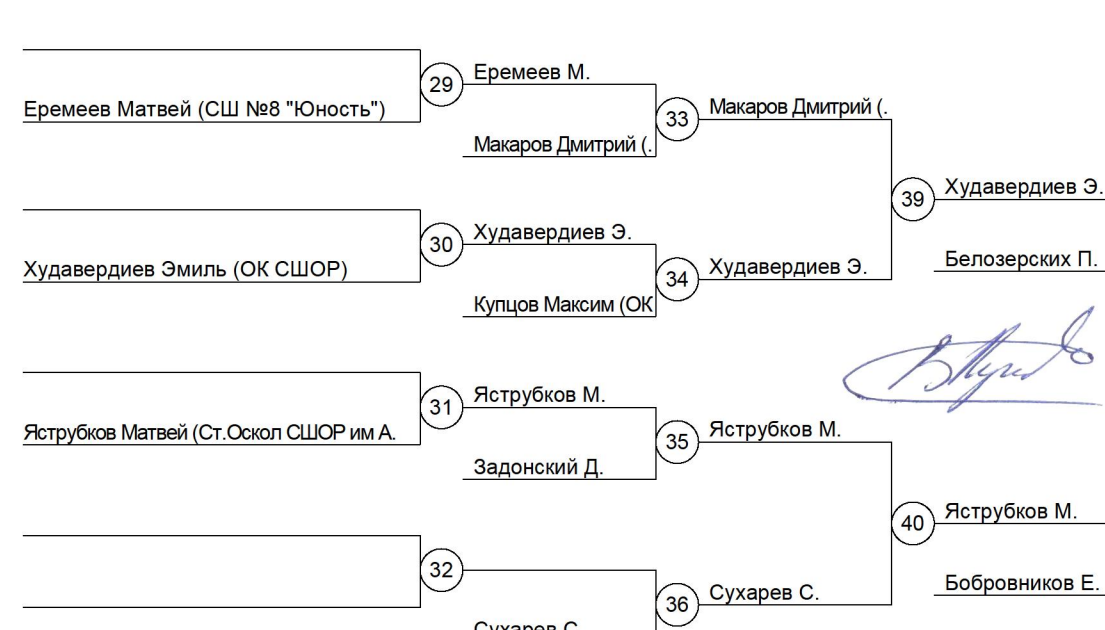 Еремеев М.
29
Еремеев Матвей (СШ №8 "Юность")
Макаров Дмитрий (.
33
Макаров Дмитрий (.
39
Худавердиев Э.
30
Худавердиев Э.
Худавердиев Эмиль (ОК СШОР)
Купцов Максим (ОК
34
Худавердиев Э.
Белозерских П.
31
Яструбков М.
Яструбков Матвей (Ст.Оскол СШОР им А.
Задонский Д.
35
Яструбков М.
40
Яструбков М.
Бобровников Е.
32
36
Сухарев С.
Сухарев С.